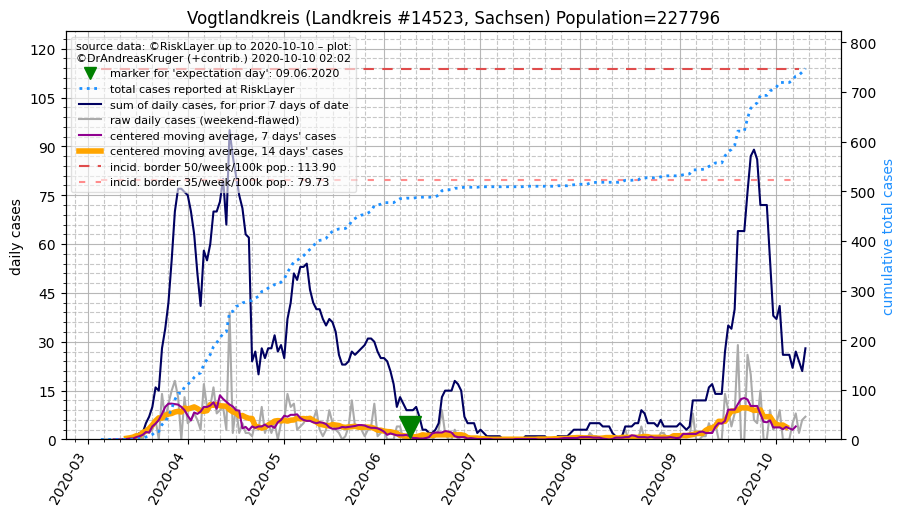 Vogtlandkreis (Landkreis #14523, Sachsen) Population=227796
source data: ©RiskLayer up to 2020-10-10 – plot:
©DrAndreasKruger (+contrib.) 2020-10-10 02:02
marker for 'expectation day': 09.06.2020
total cases reported at RiskLayer
sum of daily cases, for prior 7 days of date
raw daily cases (weekend-flawed)
centered moving average, 7 days' cases
centered moving average, 14 days' cases
incid. border 50/week/100k pop.: 113.90
incid. border 35/week/100k pop.: 79.73
daily cases
120
105
90
75
60
45
30
15
0
800
700
600
500
400
300
200
100
0
cumulative total cases
2020-03
2020-04
2020-05
2020-06
2020-07
2020-08
2020-09
2020-10